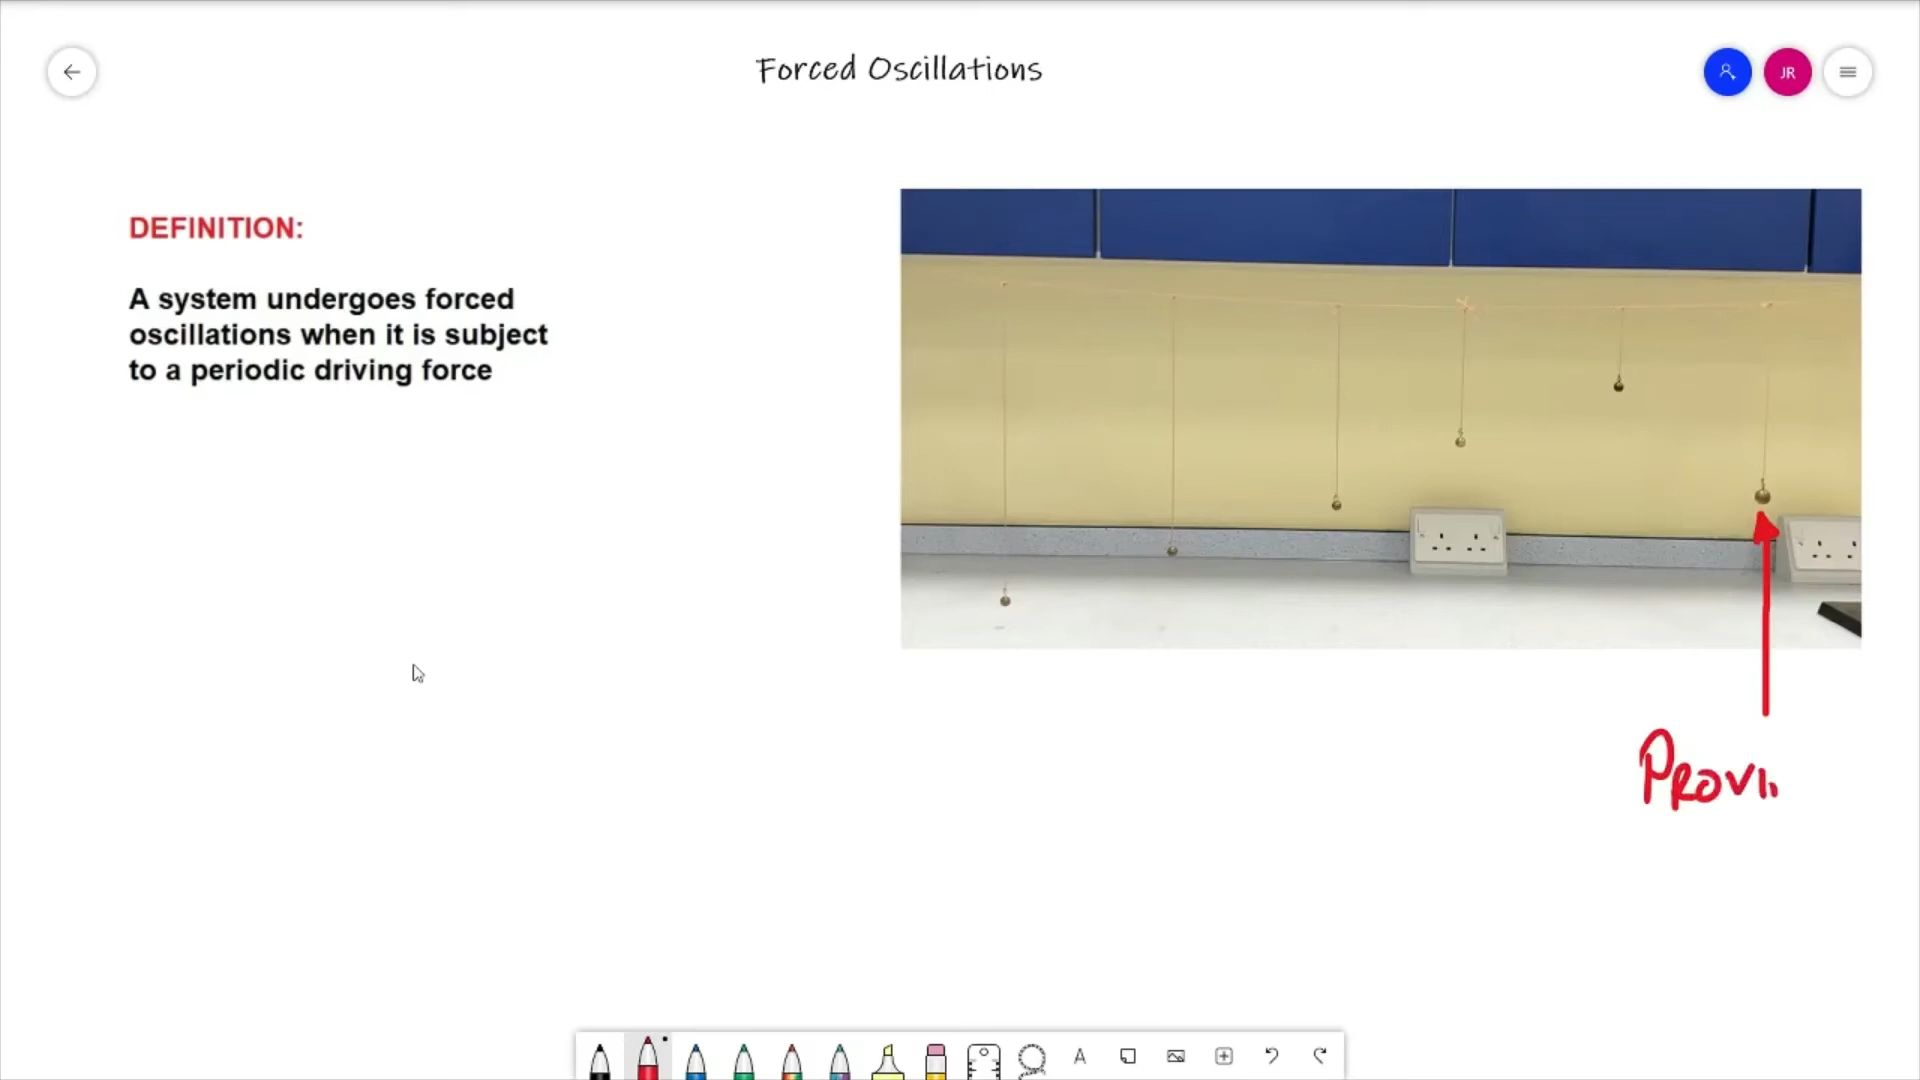 Forced Oscillations
JR
DEFINITION:
A system undergoes forced
oscillations when it is subject
to a periodic driving force
PROVI